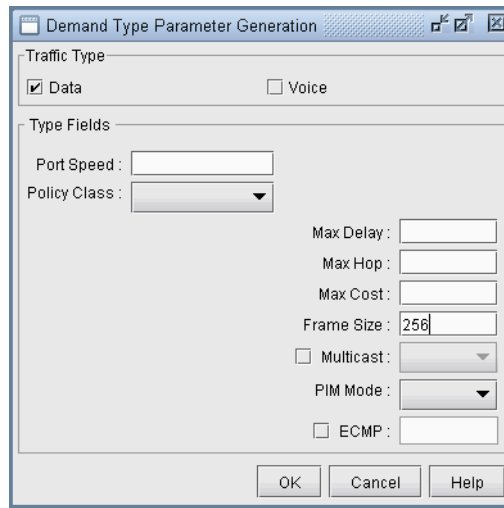 Demand Type Parameter Generation
Traffic Type
Data
Voice
Type Fields
Port Speed :
Policy Class :
Max Delay :
Max Hop :
Max Cost :
Frame Size : 256
Multicast :
PIM Mode :
ECMP :
OK Cancel Help